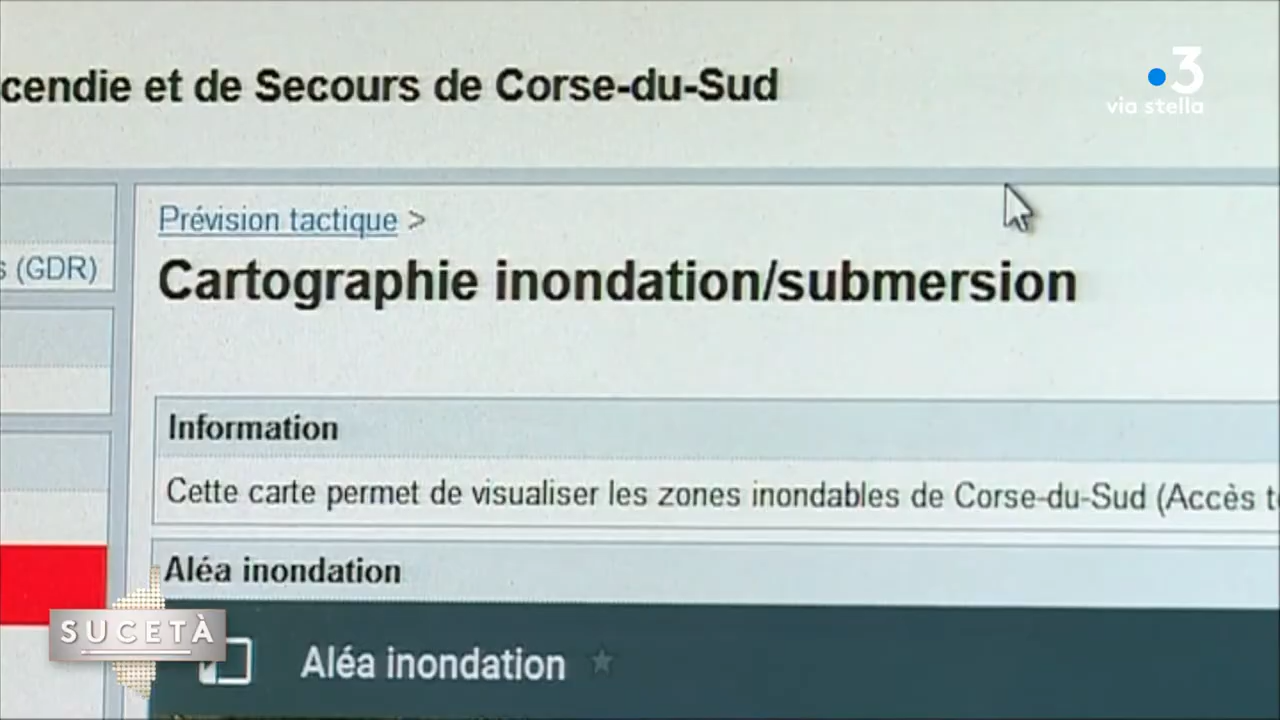 cendie et de Secours de Corse-du-Sud
3
via stella
Prévision tactique >
s (GDR)
Cartographie inondation/submersion
Information
Cette carte permet de visualiser les zones inondables de Corse-du-Sud (Accès t
Aléa inondation
SUCETÀ
Aléa inondation